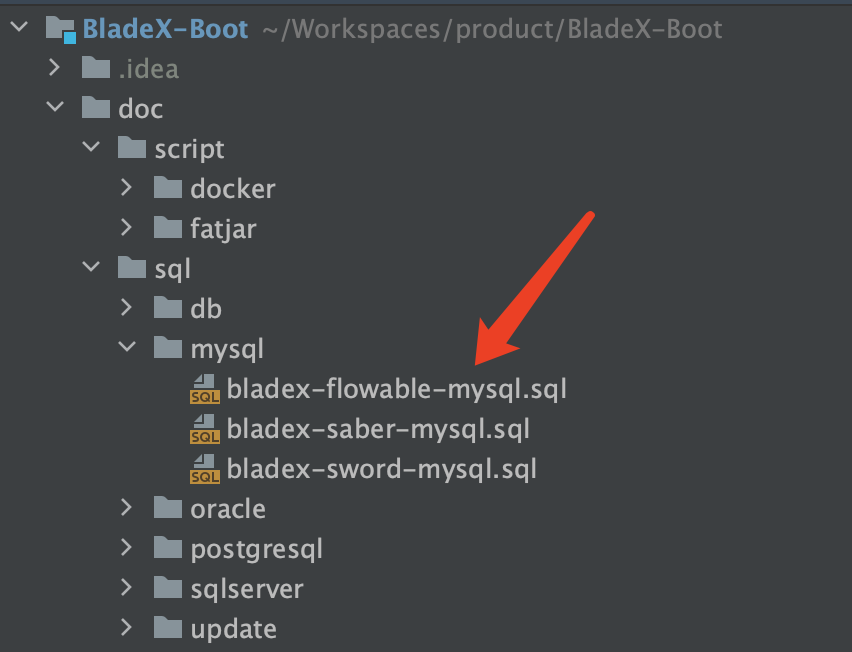 BladeX-Boot ~/Workspaces/product/BladeX-Boot
.idea
doc
script
docker
fatjar
sql
db
mysql
SQL bladex-flowable-mysql.sql
SQL bladex-saber-mysql.sql
SQL bladex-sword-mysql.sql
oracle
postgresql
sqlserver
update